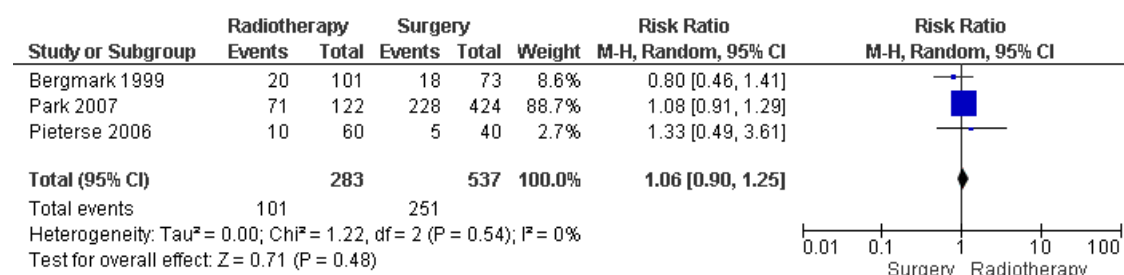 Radiotherapy Surgery Risk Ratio Risk Ratio
Study or Subgroup Events Total Events Total Weight M-H, Random, 95% CI M-H, Random, 95% CI
Bergmark 1999 20 101 18 73 8.6% 0.80 [0.46, 1.41]
Park 2007 71 122 228 424 88.7% 1.08 [0.91, 1.29]
Pieterse 2006 10 60 5 40 2.7% 1.33 [0.49, 3.61]
Total (95% CI) 283 537 100.0% 1.06 [0.90, 1.25]
Total events 101 251
Heterogeneity: Tau² = 0.00; Chi² = 1.22, df = 2 (P = 0.54); I² = 0%
Test for overall effect: Z = 0.71 (P = 0.48)
0.01 0.1 1 10 100
Surgery Radiotherapy